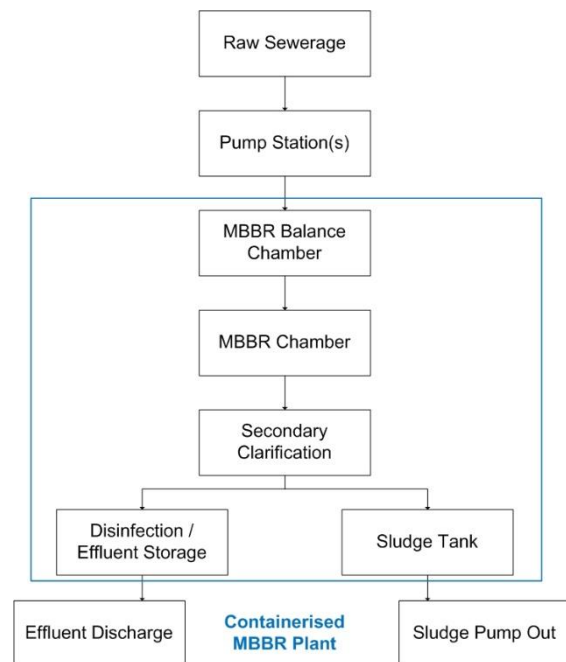 Raw Sewerage
Pump Station(s)
MBBR Balance
Chamber
MBBR Chamber
Secondary
Clarification
Disinfection /
Effluent Storage
Sludge Tank
Effluent Discharge
Containerised
MBBR Plant
Sludge Pump Out